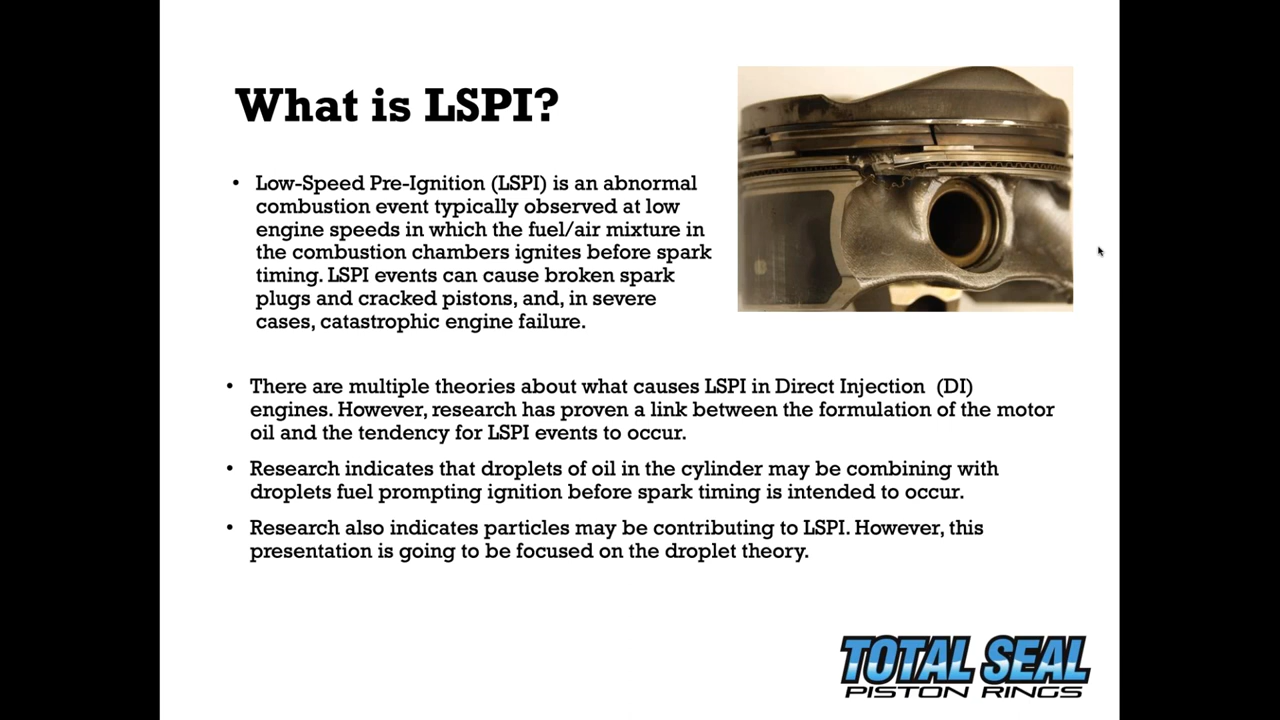 What is LSPI?
• Low-Speed Pre-Ignition (LSPI) is an abnormal
combustion event typically observed at low
engine speeds in which the fuel/air mixture in
the combustion chambers ignites before spark
timing. LSPI events can cause broken spark
plugs and cracked pistons, and, in severe
cases, catastrophic engine failure.
• There are multiple theories about what causes LSPI in Direct Injection (DI)
engines. However, research has proven a link between the formulation of the motor
oil and the tendency for LSPI events to occur.
• Research indicates that droplets of oil in the cylinder may be combining with
droplets fuel prompting ignition before spark timing is intended to occur.
• Research also indicates particles may be contributing to LSPI. However, this
presentation is going to be focused on the droplet theory.
TOTAL SEAL
PISTON RINGS